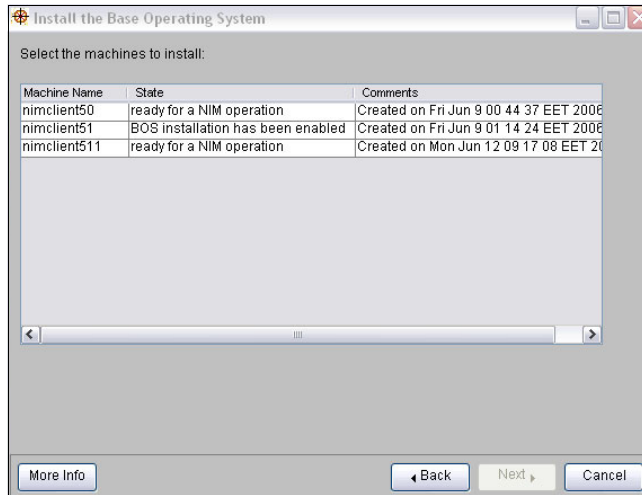 Install the Base Operating System
Select the machines to install:
Machine Name State Comments
nimclient50 ready for a NIM operation Created on Fri Jun 9 00 44 37 EET 2006
nimclient51 BOS installation has been enabled Created on Fri Jun 9 01 14 24 EET 2006
nimclient511 ready for a NIM operation Created on Mon Jun 12 09 17 08 EET 20
More Info Back Next Cancel